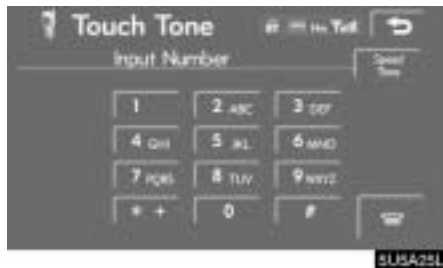 Touch Tone
Input Number
1 2 ABC 3 DEF
4 GHI 5 JKL 6 MNO
7 PQRS 8 TUV 9 WXYZ
* + 0 #
5U5A25L